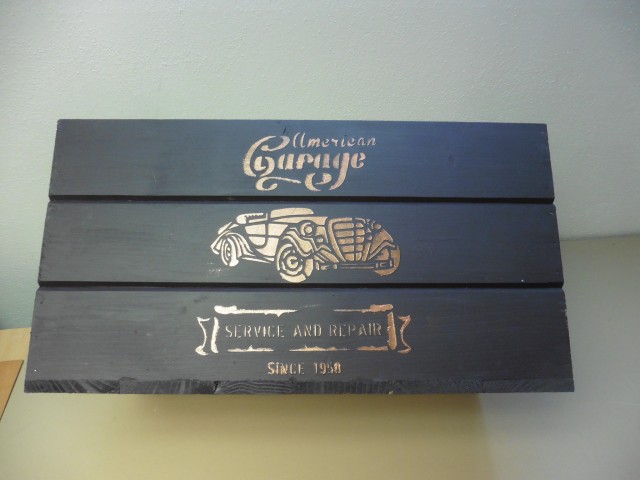 American
Garage
SERVICE AND REPAIR
SINCE 1958